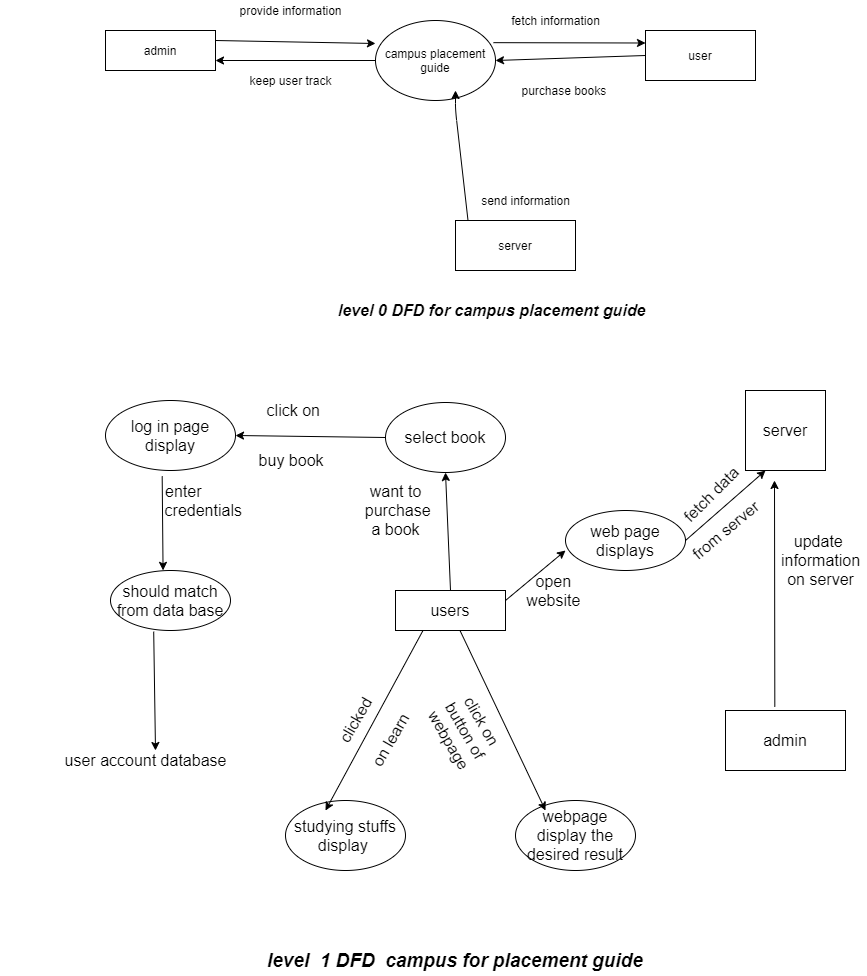 provide information
fetch information
admin
campus placement
guide
user
keep user track
purchase books
send information
server
level 0 DFD for campus placement guide
click on
log in page
display
select book
server
buy book
enter
credentials
want to
purchase
a book
fetch data
from server
web page
displays
update
information
on server
should match
from data base
open
website
users
clicked
on learn
click on
button of
webpage
admin
user account database
studying stuffs
display
webpage
display the
desired result
level  1 DFD  campus for placement guide